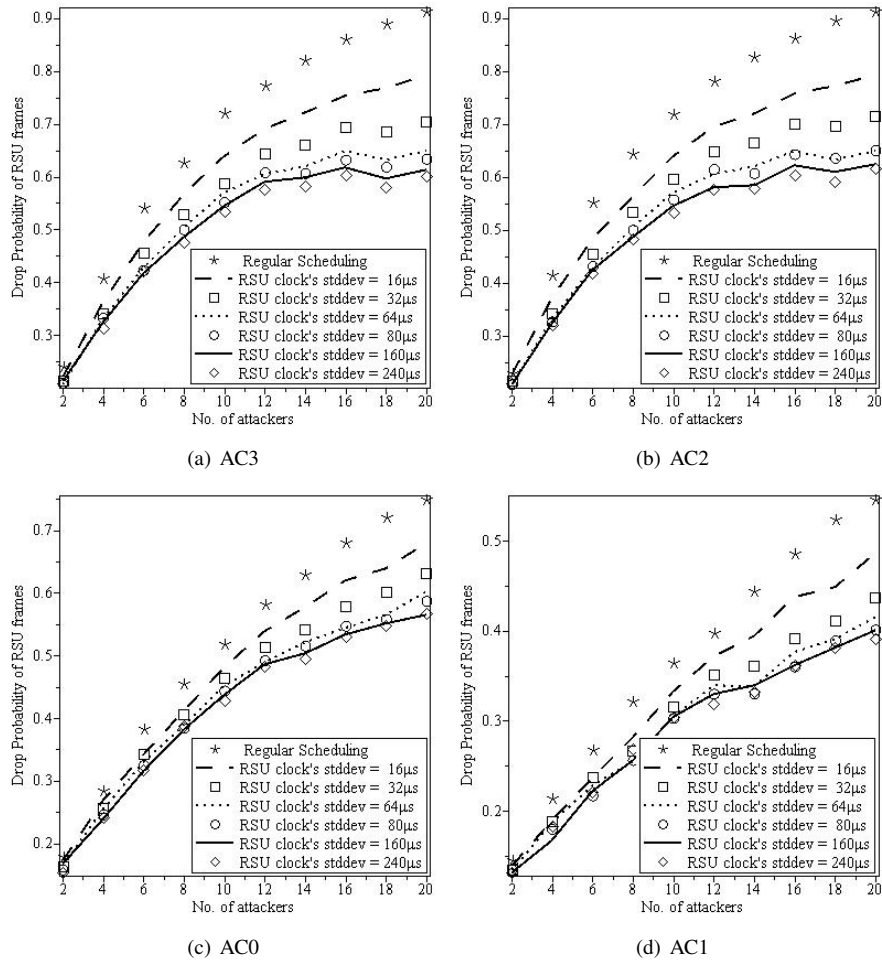 0.9
0.8
0.7
0.6
0.5
0.4
0.3
Drop Probability of RSU frames
Regular Scheduling
RSU clock's stddev = 16µs
RSU clock's stddev = 32µs
RSU clock's stddev = 64µs
RSU clock's stddev = 80µs
RSU clock's stddev = 160µs
RSU clock's stddev = 240µs
2 4 6 8 10 12 14 16 18 20
No. of attackers
(a) AC3
0.9
0.8
0.7
0.6
0.5
0.4
0.3
Drop Probability of RSU frames
Regular Scheduling
RSU clock's stddev = 16µs
RSU clock's stddev = 32µs
RSU clock's stddev = 64µs
RSU clock's stddev = 80µs
RSU clock's stddev = 160µs
RSU clock's stddev = 240µs
2 4 6 8 10 12 14 16 18 20
No. of attackers
(b) AC2
0.7
0.6
0.5
0.4
0.3
0.2
Drop Probability of RSU frames
Regular Scheduling
RSU clock's stddev = 16µs
RSU clock's stddev = 32µs
RSU clock's stddev = 64µs
RSU clock's stddev = 80µs
RSU clock's stddev = 160µs
RSU clock's stddev = 240µs
2 4 6 8 10 12 14 16 18 20
No. of attackers
(c) AC0
0.5
0.4
0.3
0.2
Drop Probability of RSU frames
Regular Scheduling
RSU clock's stddev = 16µs
RSU clock's stddev = 32µs
RSU clock's stddev = 64µs
RSU clock's stddev = 80µs
RSU clock's stddev = 160µs
RSU clock's stddev = 240µs
2 4 6 8 10 12 14 16 18 20
No. of attackers
(d) AC1